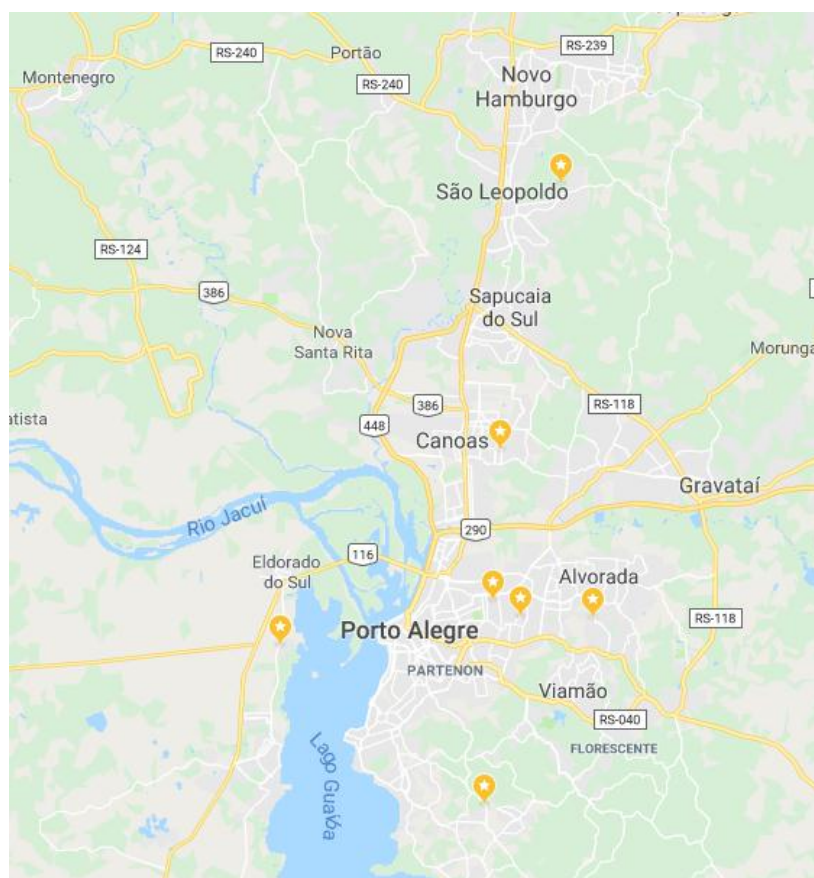 RS-239
RS-240
Portão
Montenegro
RS-240
Novo
Hamburgo
São Leopoldo
RS-124
386
Sapucaia
do Sul
Nova
Santa Rita
Morunga
386
RS-118
atista
448
Canoas
Gravataí
Rio Jacuí
290
116
Eldorado
do Sul
Alvorada
RS-118
Porto Alegre
PARTENON
Viamão
RS-040
FLORESCENTE
Lago Guaíba